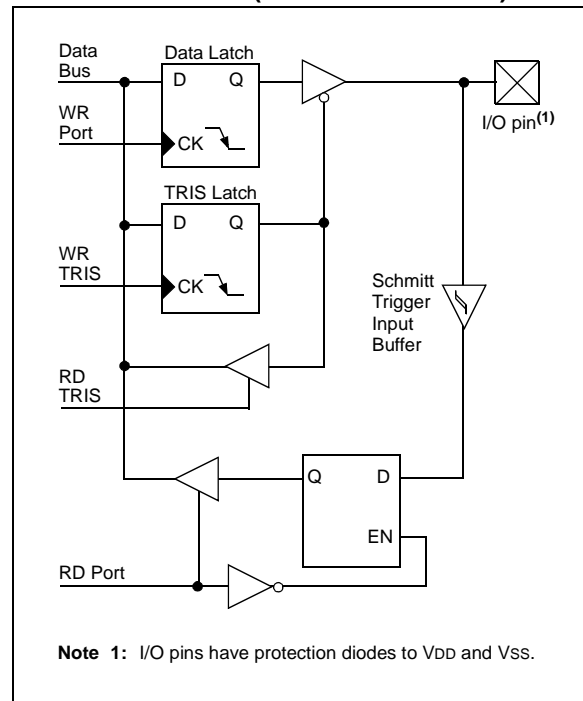 Data
Bus
Data Latch
D Q
WR
Port
CK
I/O pin(1)
TRIS Latch
D Q
WR
TRIS
CK
Schmitt
Trigger
Input
Buffer
RD
TRIS
Q D
EN
RD Port
Note 1: I/O pins have protection diodes to VDD and VSS.